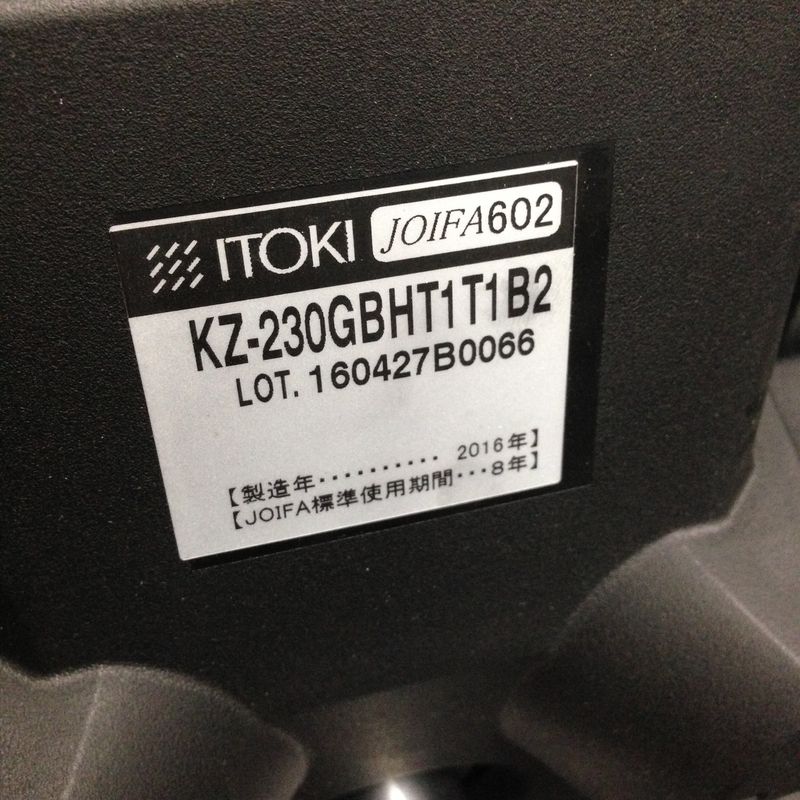 ITOKI JOIFA602
KZ-230GBHT1T1B2
LOT. 160427B0066
【製造年·········· 2016年】
【JOIFA標準使用期間···8年】